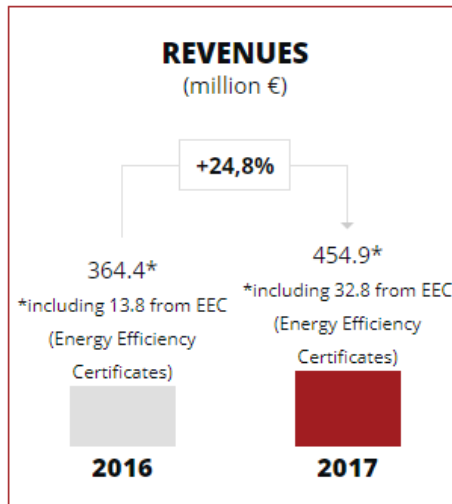 REVENUES
(million €)
+24,8%
364.4*
*including 13.8 from EEC
(Energy Efficiency
Certificates)
454.9*
*including 32.8 from EEC
(Energy Efficiency
Certificates)
2016
2017